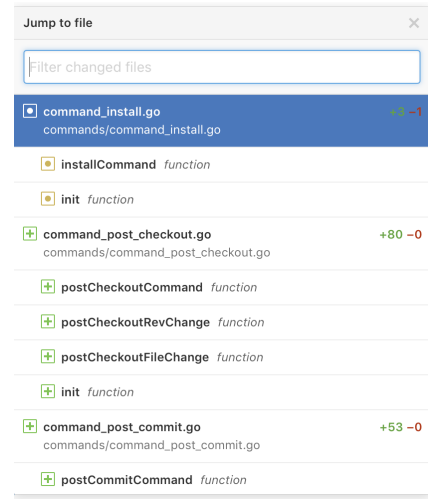 Jump to file ×
Filter changed files
command_install.go +3 −1
commands/command_install.go
installCommand function
init function
command_post_checkout.go +80 −0
commands/command_post_checkout.go
postCheckoutCommand function
postCheckoutRevChange function
postCheckoutFileChange function
init function
command_post_commit.go +53 −0
commands/command_post_commit.go
postCommitCommand function